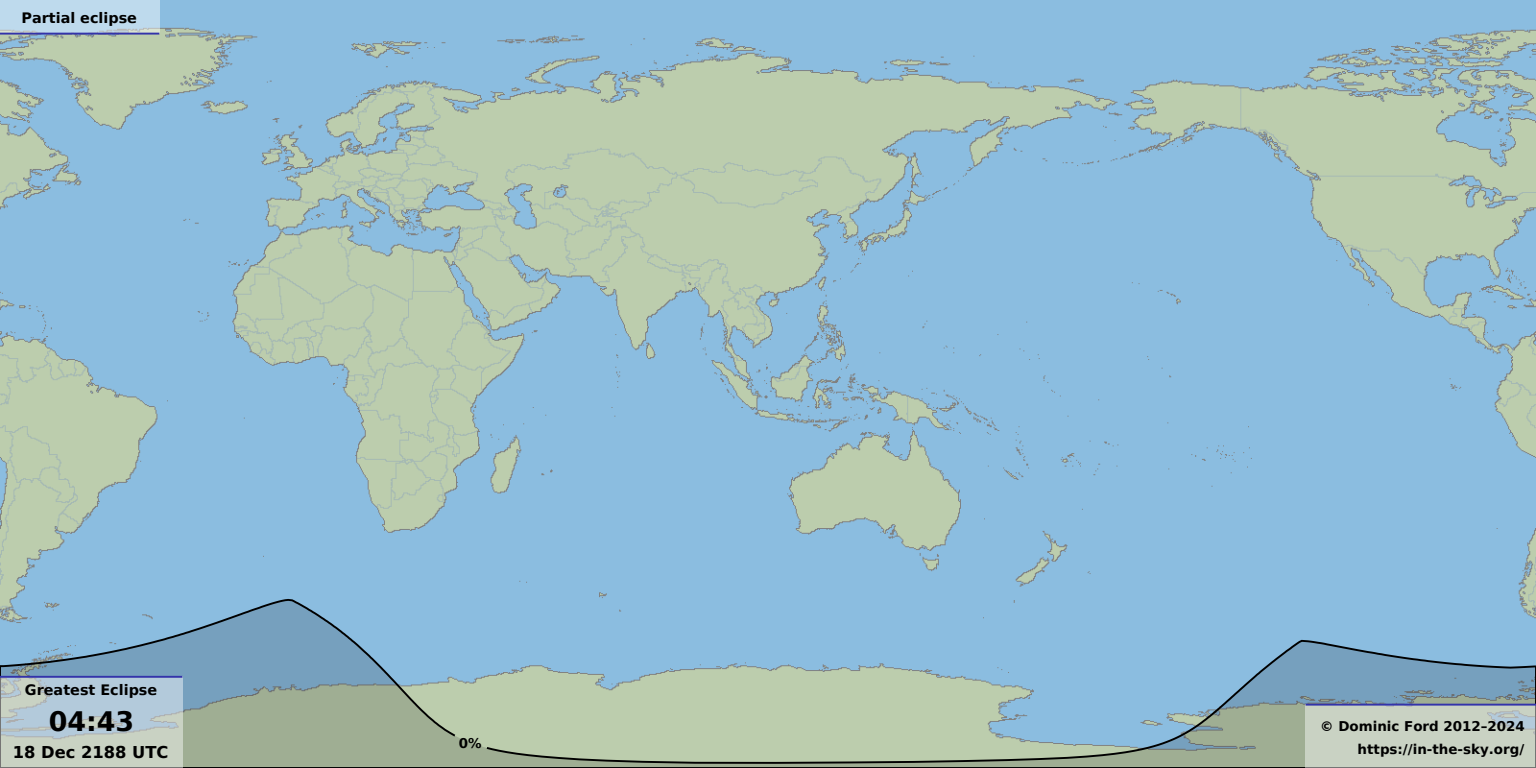 Partial eclipse
0%
Greatest Eclipse
04:43
18 Dec 2188 UTC
© Dominic Ford 2012–2024
https://in-the-sky.org/